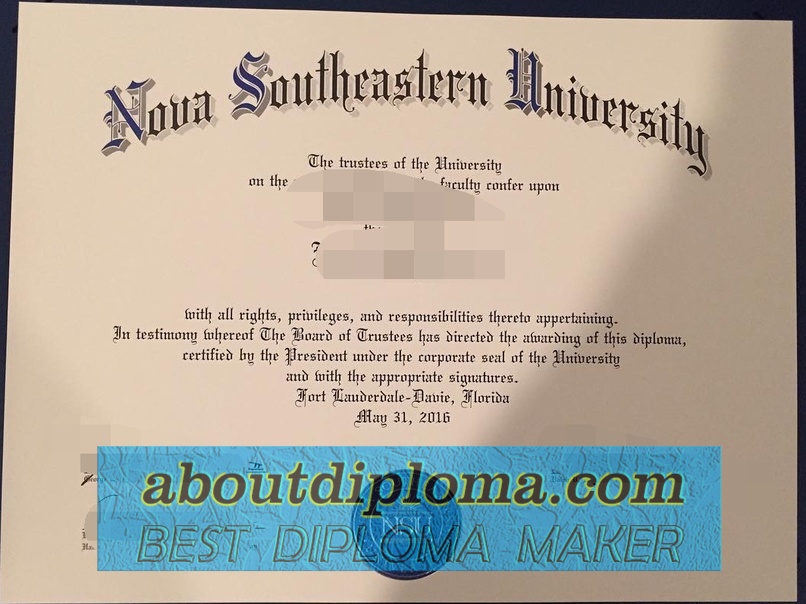 Nova Southeastern University
The trustees of the University
on the faculty confer upon
with all rights, privileges, and responsibilities thereto appertaining.
In testimony whereof The Board of Trustees has directed the awarding of this diploma,
certified by the President under the corporate seal of the University
and with the appropriate signatures.
Fort Lauderdale-Davie, Florida
May 31, 2016
aboutdiploma.com
NSU
BEST DIPLOMA MAKER